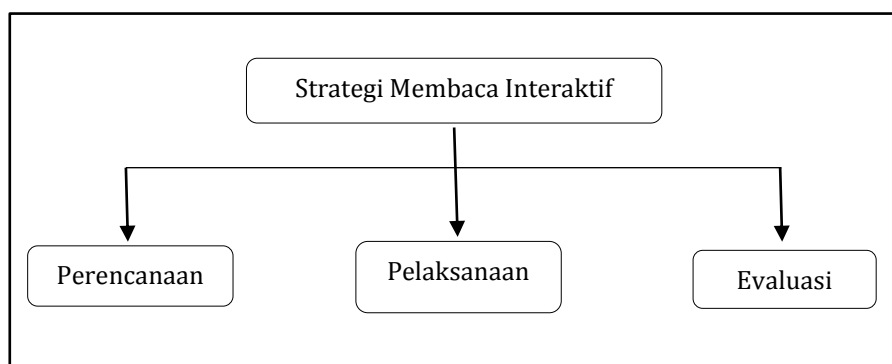 Strategi Membaca Interaktif
Perencanaan
Pelaksanaan
Evaluasi